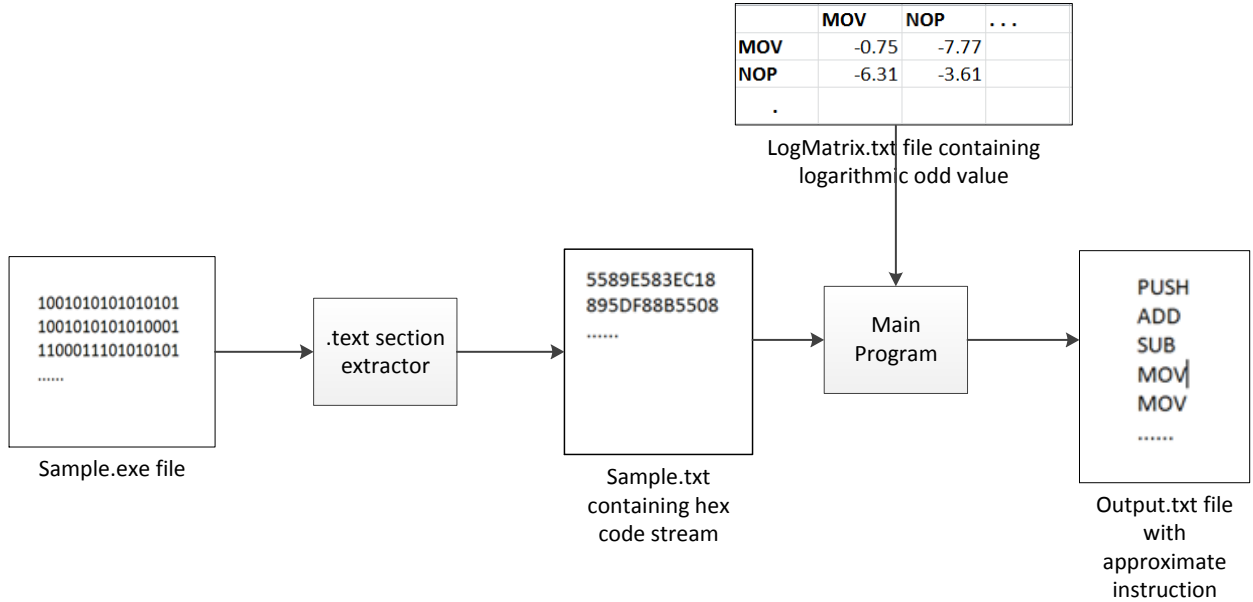 MOV NOP ...
MOV -0.75 -7.77
NOP -6.31 -3.61
.
LogMatrix.txt file containing
logarithmic odd value
1001010101010101
1001010101010001
1100011101010101
......
Sample.exe file
.text section
extractor
5589E583EC18
895DF88B5508
......
Sample.txt
containing hex
code stream
Main
Program
PUSH
ADD
SUB
MOV
MOV
......
Output.txt file
with
approximate
instruction